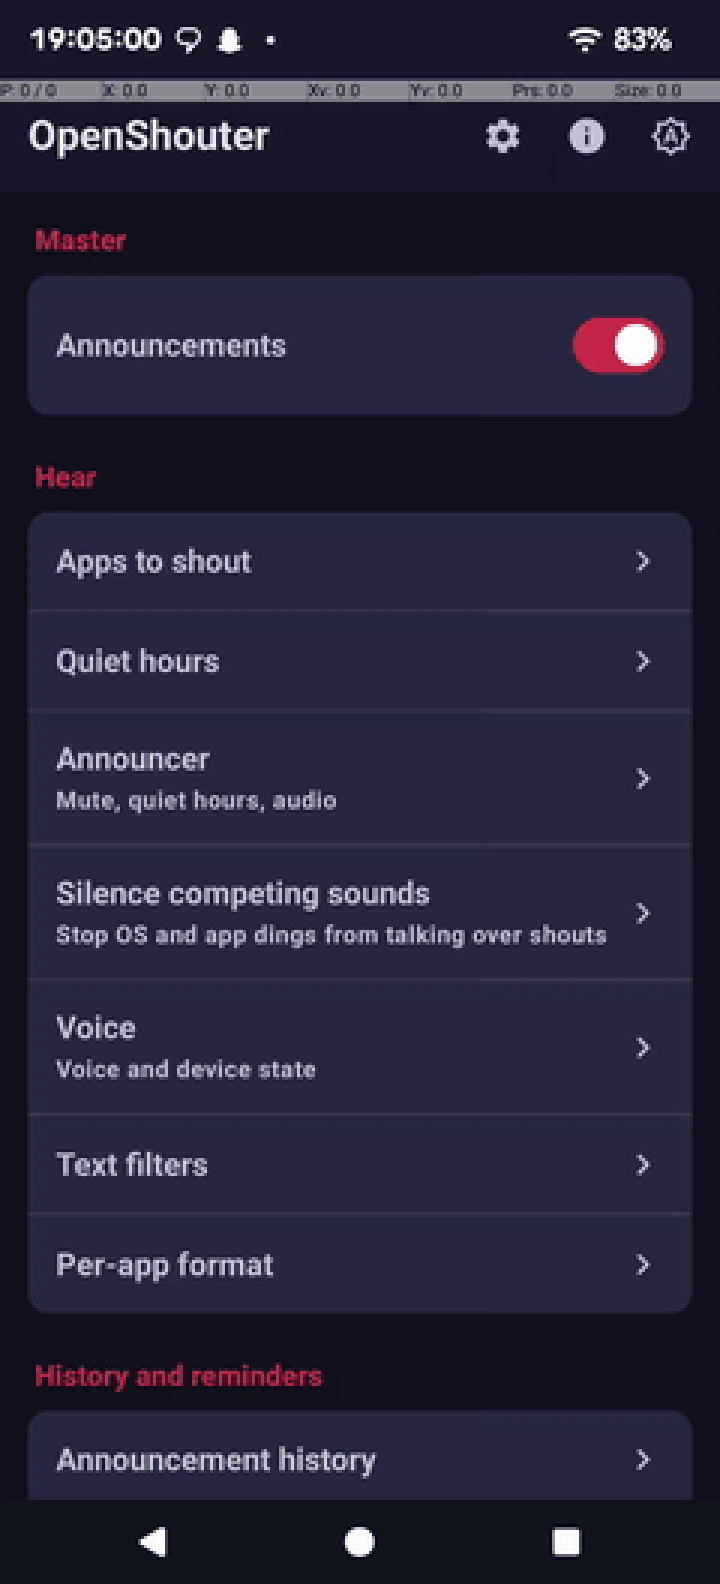 19:05:00 83%
P: 0 / 0 X: 0.0 Y: 0.0 Xv: 0.0 Yv: 0.0 Prs: 0.0 Size: 0.0
OpenShouter
Master
Announcements
Hear
Apps to shout
Quiet hours
Announcer
Mute, quiet hours, audio
Silence competing sounds
Stop OS and app dings from talking over shouts
Voice
Voice and device state
Text filters
Per-app format
History and reminders
Announcement history